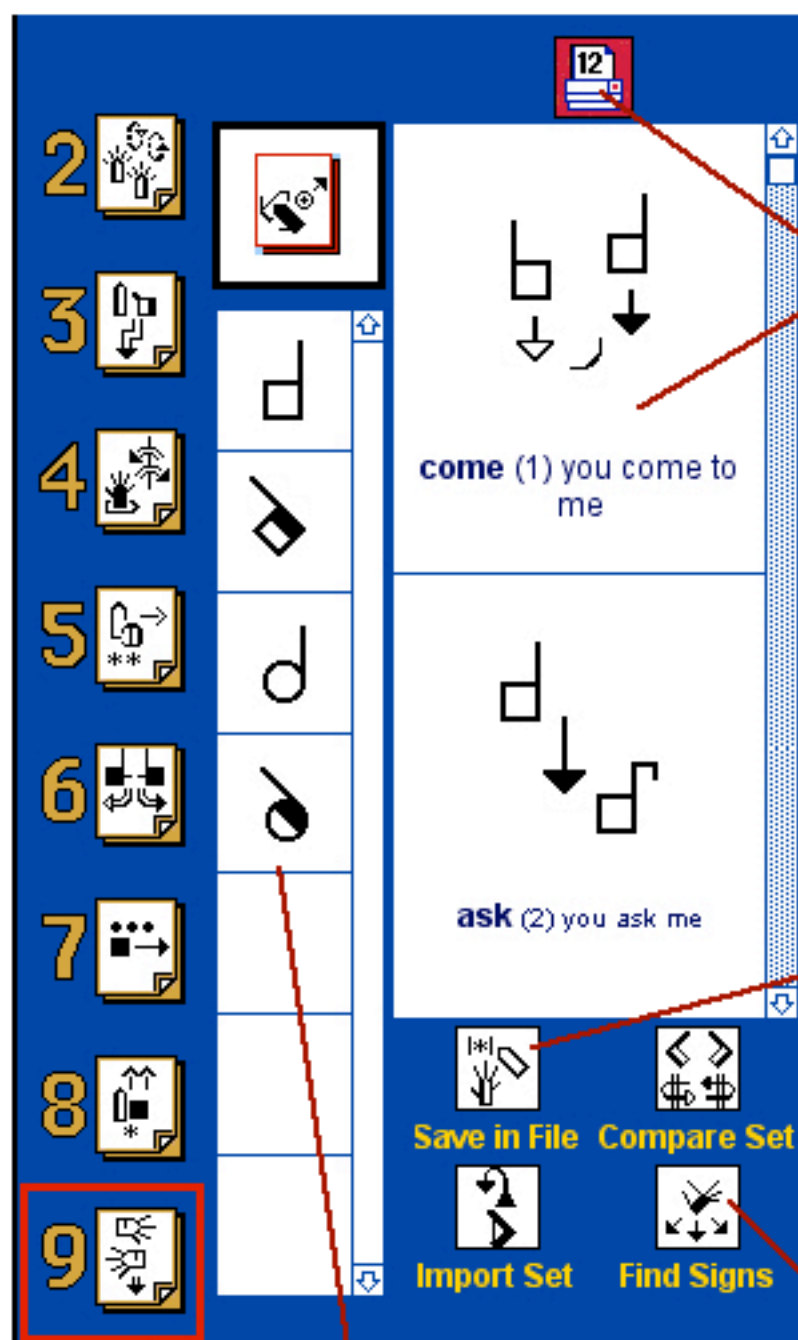 12
2
3
4
5
6
7
8
9
come (1) you come to
me
ask (2) you ask me
Save in File
Compare Set
Import Set
Find Signs